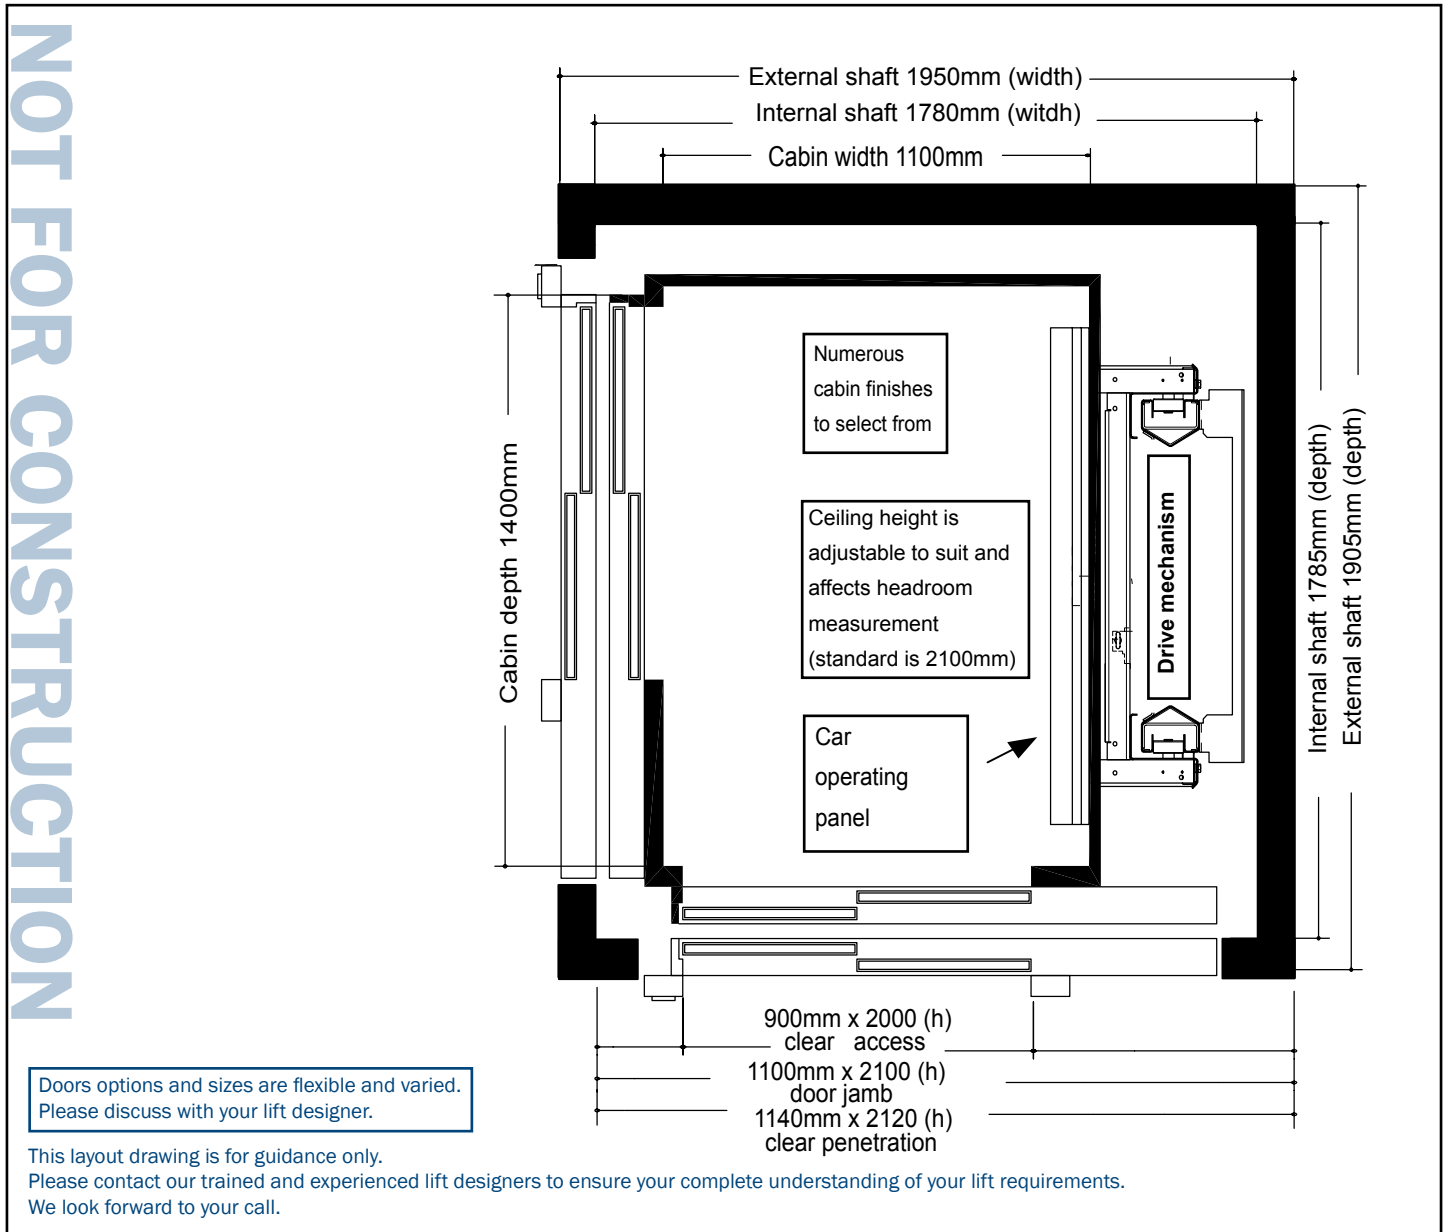 NOT FOR CONSTRUCTION
External shaft 1950mm (width)
Internal shaft 1780mm (witdh)
Cabin width 1100mm
Numerous
cabin finishes
to select from
Cabin depth 1400mm
Ceiling height is
adjustable to suit and
affects headroom
measurement
(standard is 2100mm)
Drive mechanism
Internal shaft 1785mm (depth)
External shaft 1905mm (depth)
Car
operating
panel
900mm x 2000 (h)
clear access
1100mm x 2100 (h)
door jamb
1140mm x 2120 (h)
clear penetration
Doors options and sizes are flexible and varied.
Please discuss with your lift designer.
This layout drawing is for guidance only.
Please contact our trained and experienced lift designers to ensure your complete understanding of your lift requirements.
We look forward to your call.